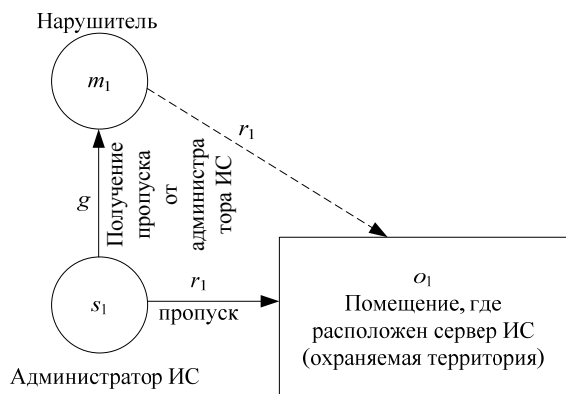 Нарушитель
m1
r1
g
Получение
пропуска
от
администра
тора ИС
s1
r1
пропуск
o1
Помещение, где
расположен сервер ИС
(охраняемая территория)
Администратор ИС